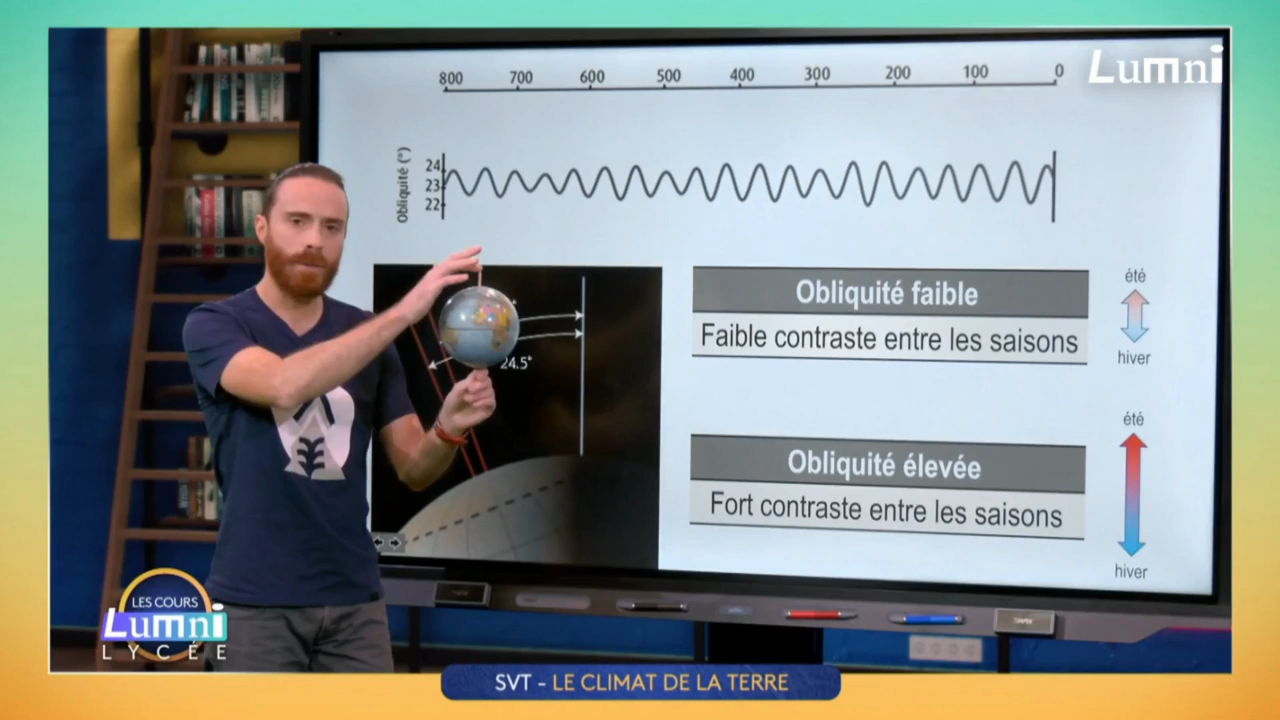 800 700 600 500 400 300 200 100 0
Lumni
Obliquité (°)
24
23
22
24.5°
Obliquité faible
Faible contraste entre les saisons
été
hiver
Obliquité élevée
Fort contraste entre les saisons
été
hiver
LES COURS
Lumni
LYCÉE
SVT - LE CLIMAT DE LA TERRE